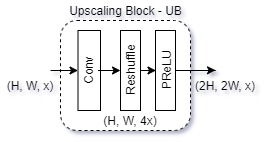 Upscaling Block - UB
Conv
Reshuffle
PReLU
(H, W, x)
(2H, 2W, x)
(H, W, 4x)